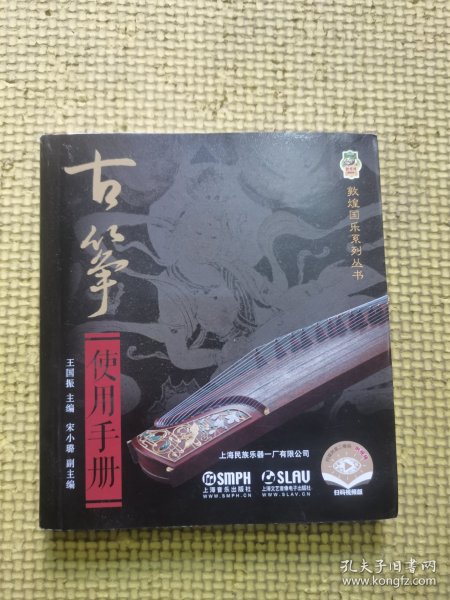 古筝
使用手册
王国振 主编 宋小璐 副主编
敦煌国乐系列丛书
上海民族乐器一厂有限公司
SMPH
上海音乐出版社
WWW.SMPH.CN
SLAV
上海文艺音像电子出版社
WWW.SLAV.CN
扫码视频版
孔夫子旧书网
www.kongfz.com